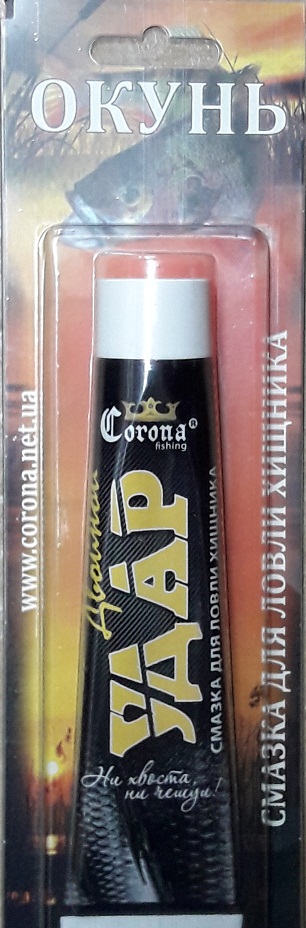 ОКУНЬ
Corona®
fishing
Двойной
УДАР
СМАЗКА ДЛЯ ЛОВЛИ ХИЩНИКА
Ни хвоста,
ни чешуи!
www.corona.net.ua
СМАЗКА ДЛЯ ЛОВЛИ ХИЩНИКА